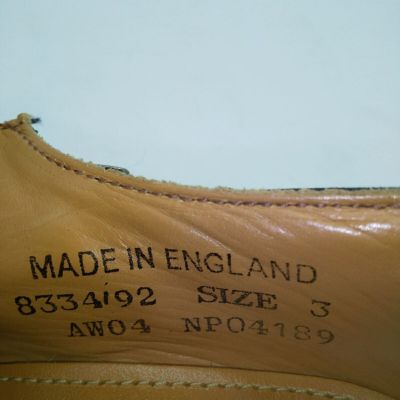 MADE IN ENGLAND
8334/92 SIZE 3
AW04 NP04189